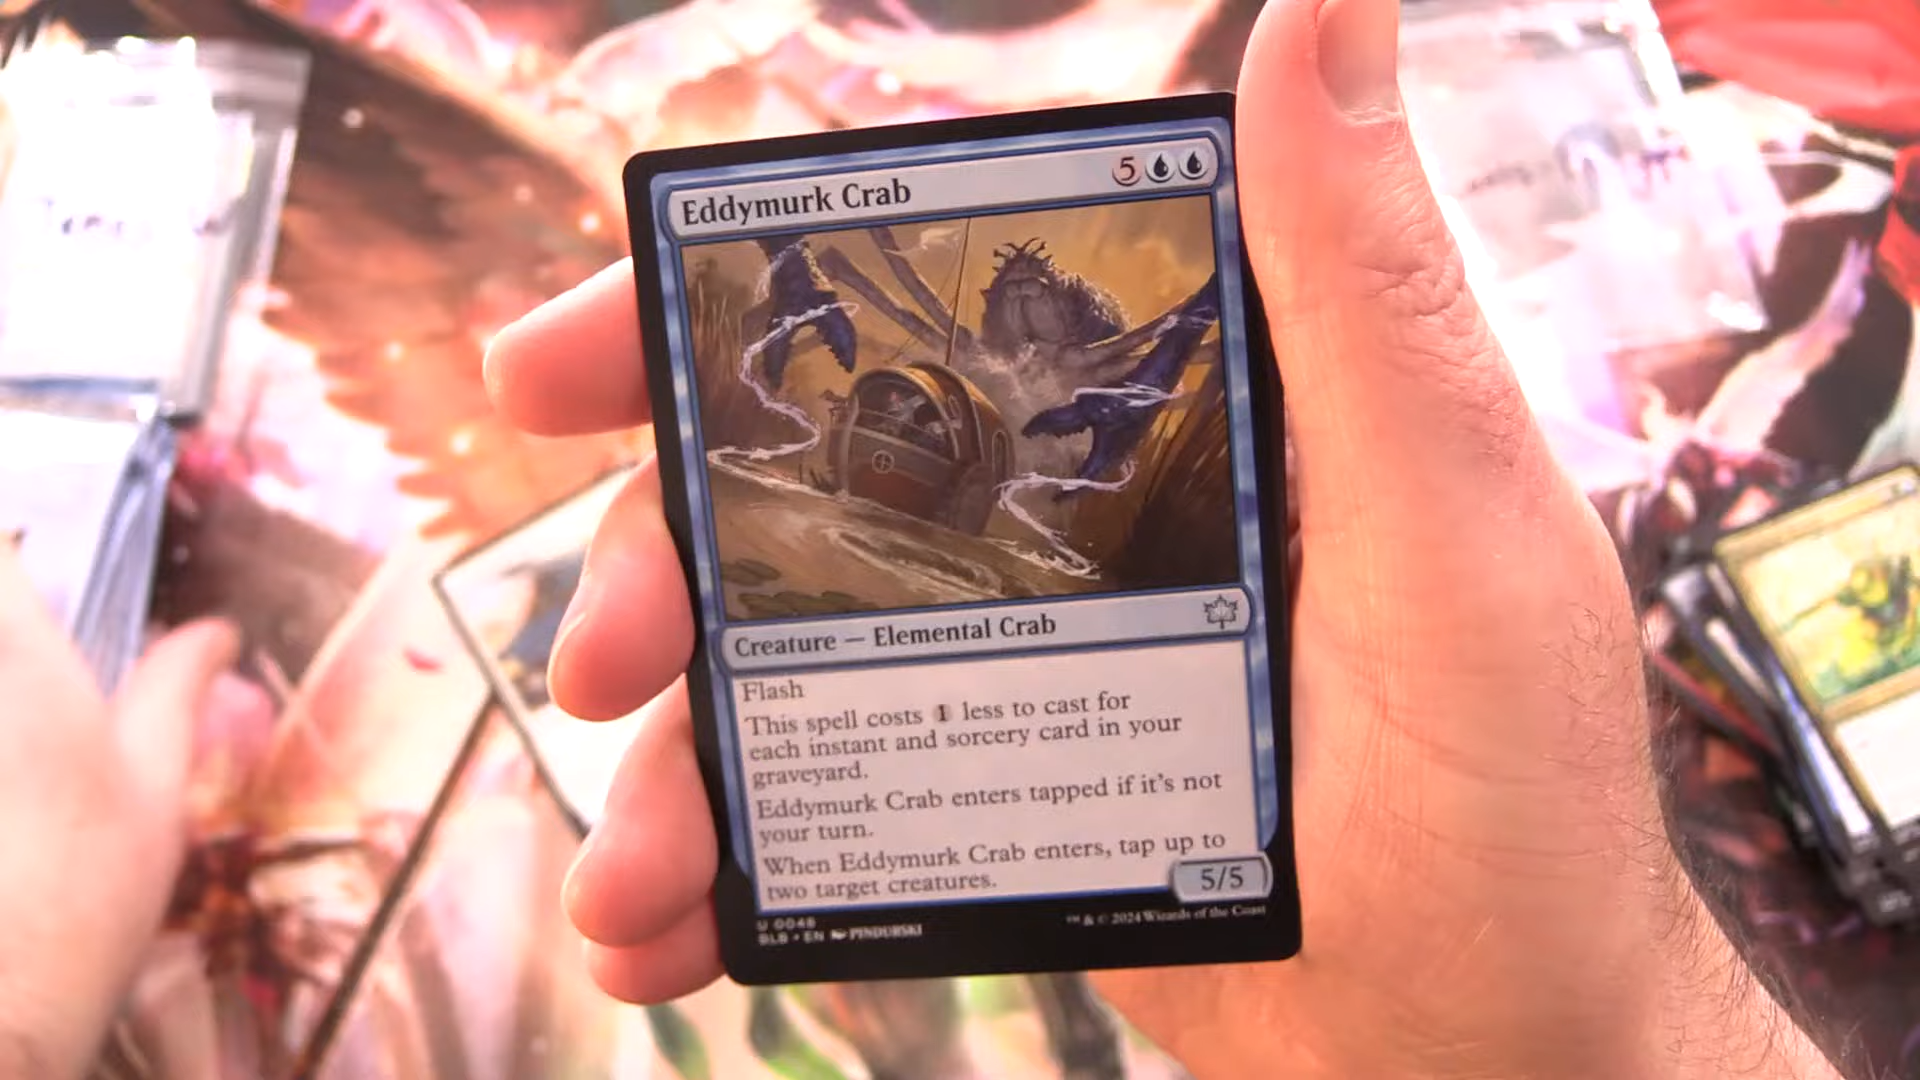 Eddymurk Crab 5
Creature — Elemental Crab
Flash
This spell costs 1 less to cast for
each instant and sorcery card in your
graveyard.
Eddymurk Crab enters tapped if it's not
your turn.
When Eddymurk Crab enters, tap up to
two target creatures.
5/5
U 0048
BLB • EN PINDURSKI
™ & © 2024 Wizards of the Coast